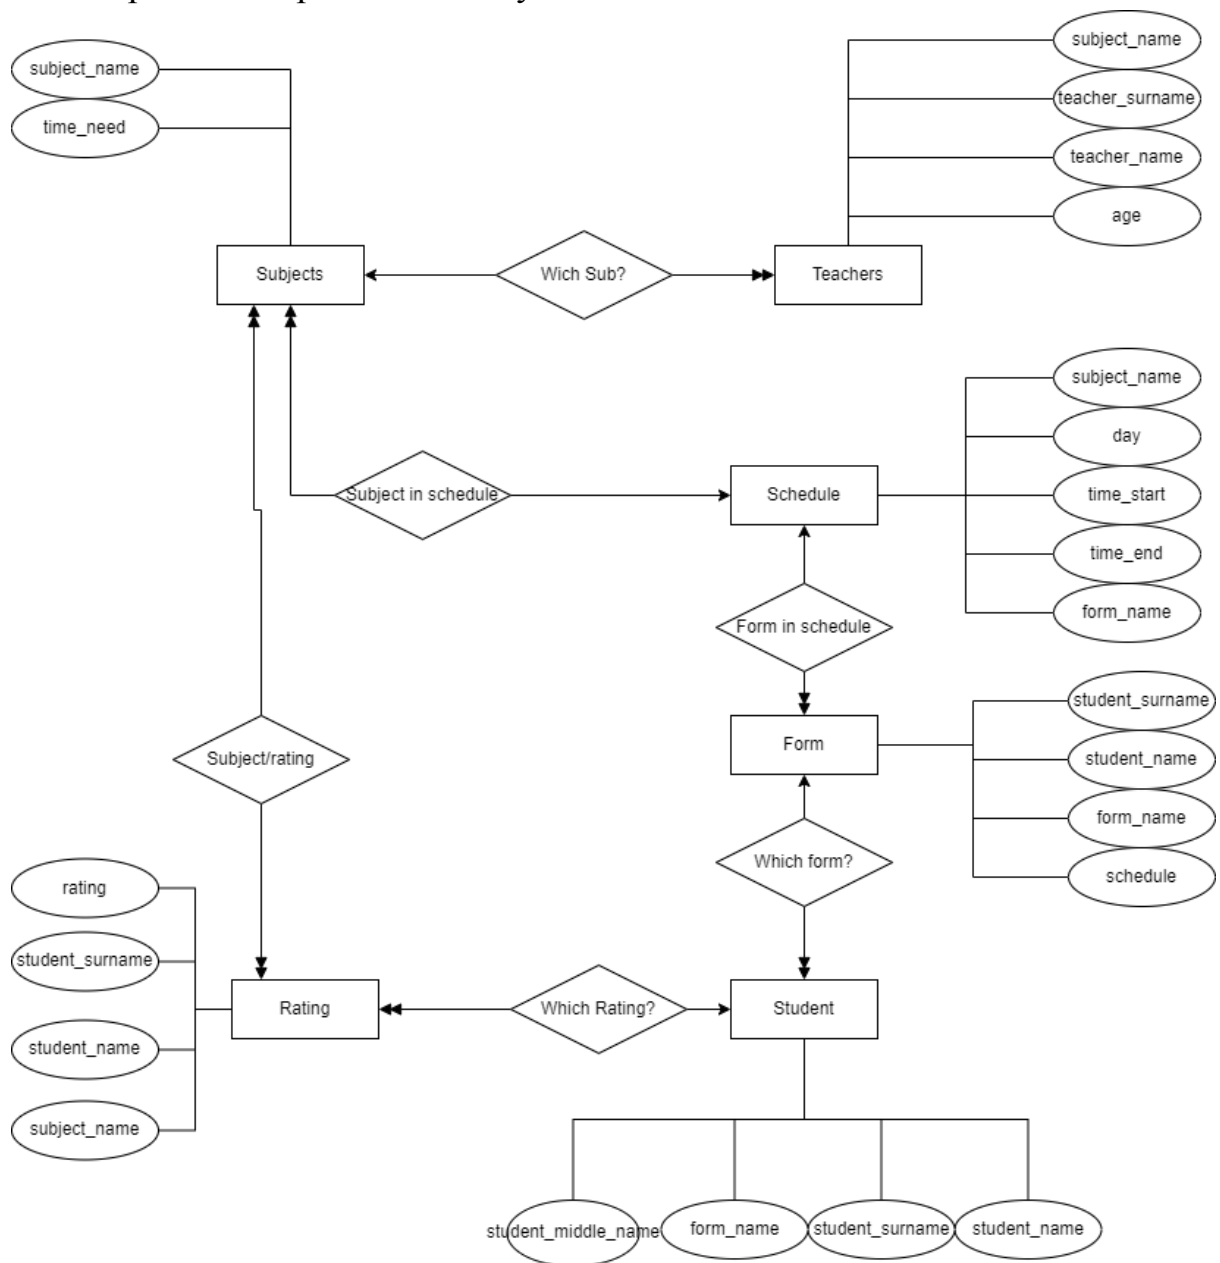 subject_name
time_need
subject_name
teacher_surname
teacher_name
age
Subjects
Wich Sub?
Teachers
subject_name
day
time_start
time_end
form_name
Subject in schedule
Schedule
Form in schedule
Form
student_surname
student_name
form_name
schedule
Subject/rating
Which form?
rating
student_surname
student_name
subject_name
Rating
Which Rating?
Student
student_middle_name
form_name
student_surname
student_name